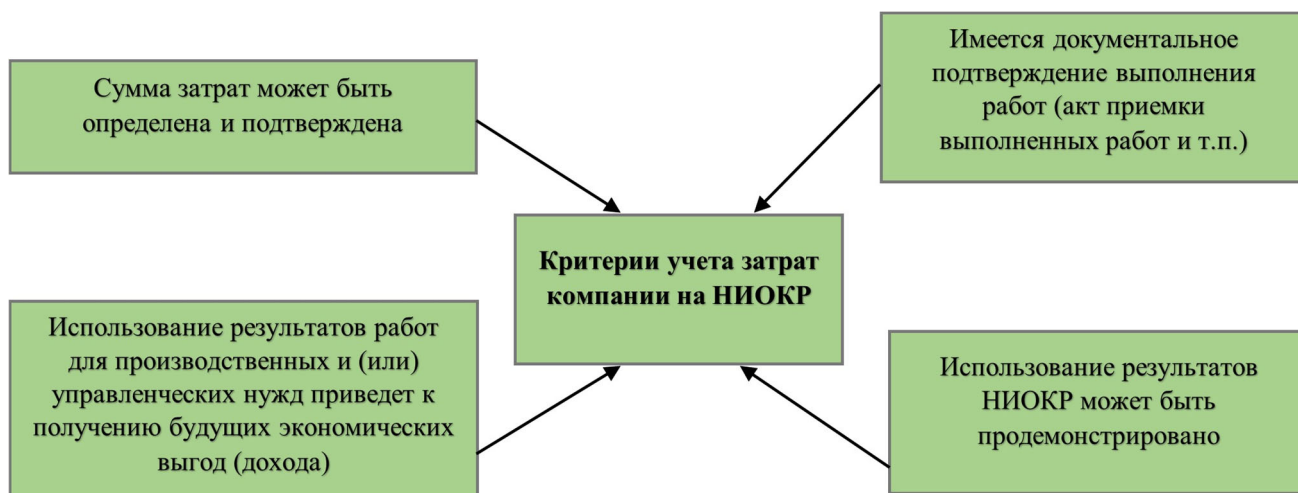 Сумма затрат может быть
определена и подтверждена
Имеется документальное
подтверждение выполнения
работ (акт приемки
выполненных работ и т.п.)
Критерии учета затрат
компании на НИОКР
Использование результатов работ
для производственных и (или)
управленческих нужд приведет к
получению будущих экономических
выгод (дохода)
Использование результатов
НИОКР может быть
продемонстрировано